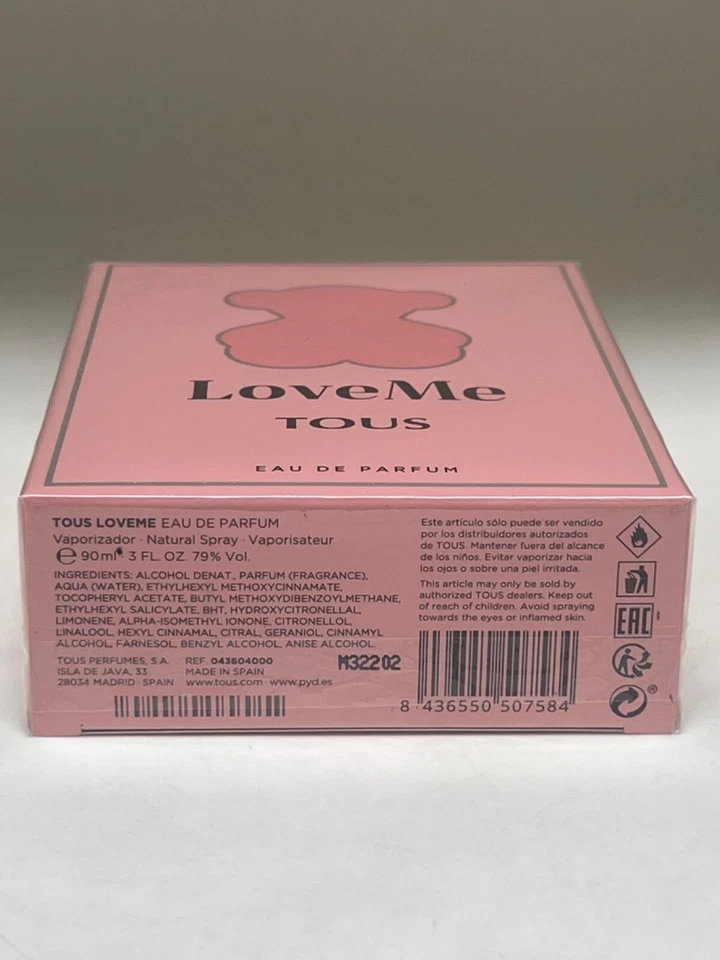 LoveMe
TOUS
EAU DE PARFUM
TOUS LOVEME EAU DE PARFUM
Vaporizador · Natural Spray · Vaporisateur
℮ 90ml 3 FL. OZ. 79% Vol.
INGREDIENTS: ALCOHOL DENAT., PARFUM (FRAGRANCE),
AQUA (WATER), ETHYLHEXYL METHOXYCINNAMATE,
TOCOPHERYL ACETATE, BUTYL METHOXYDIBENZOYLMETHANE,
ETHYLHEXYL SALICYLATE, BHT, HYDROXYCITRONELLAL,
LIMONENE, ALPHA-ISOMETHYL IONONE, CITRONELLOL,
LINALOOL, HEXYL CINNAMAL, CITRAL, GERANIOL, CINNAMYL
ALCOHOL, FARNESOL, BENZYL ALCOHOL, ANISE ALCOHOL.
TOUS PERFUMES, S.A.
ISLA DE JAVA, 33
28034 MADRID · SPAIN
REF. 043604000
MADE IN SPAIN
www.tous.com · www.pyd.es
M32202
Este artículo sólo puede ser vendido
por los distribuidores autorizados
de TOUS. Mantener fuera del alcance
de los niños. Evitar vaporizar hacia
los ojos o sobre una piel irritada.
This article may only be sold by
authorized TOUS dealers. Keep out
of reach of children. Avoid spraying
towards the eyes or inflamed skin.
8 436550 507584
EAC
®